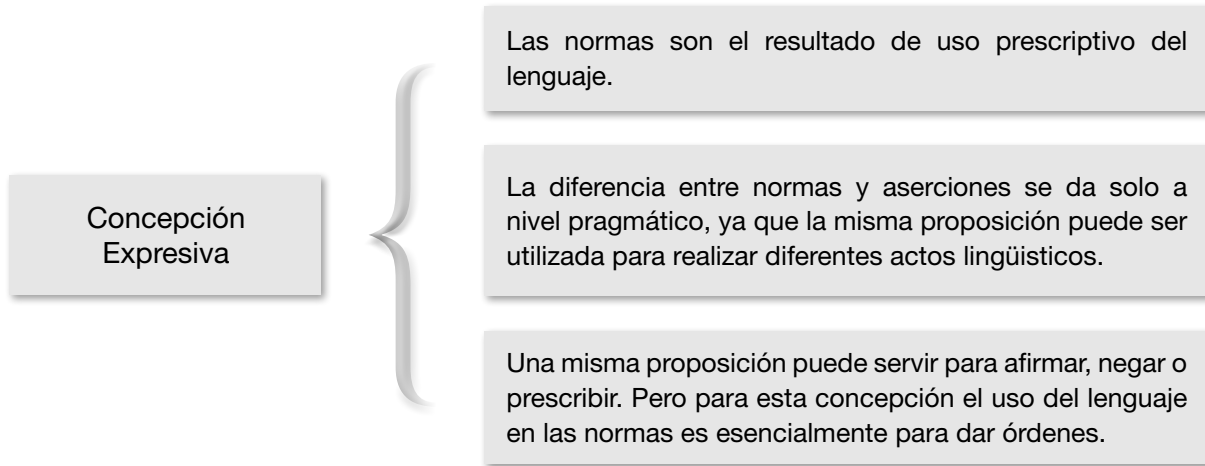 Concepción
Expresiva
Las normas son el resultado de uso prescriptivo del
lenguaje.
La diferencia entre normas y aserciones se da solo a
nivel pragmático, ya que la misma proposición puede ser
utilizada para realizar diferentes actos lingüisticos.
Una misma proposición puede servir para afirmar, negar o
prescribir. Pero para esta concepción el uso del lenguaje
en las normas es esencialmente para dar órdenes.